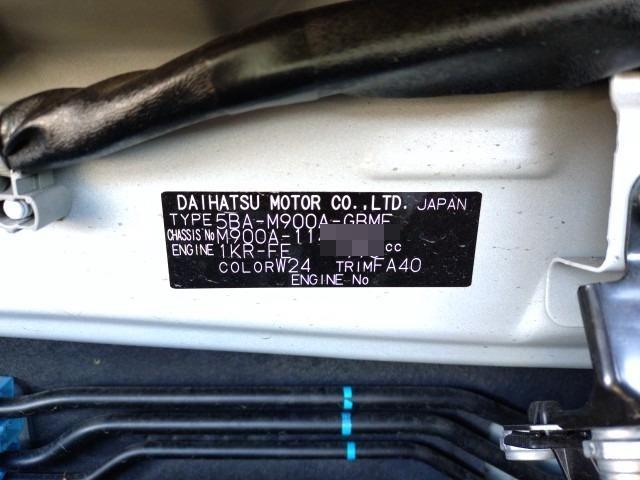 DAIHATSU MOTOR CO.,LTD. JAPAN
TYPE 5BA-M900A-GBME
CHASSIS No M900A-11
ENGINE 1KR-FE cc
COLOR W24 TRIM FA40
ENGINE No